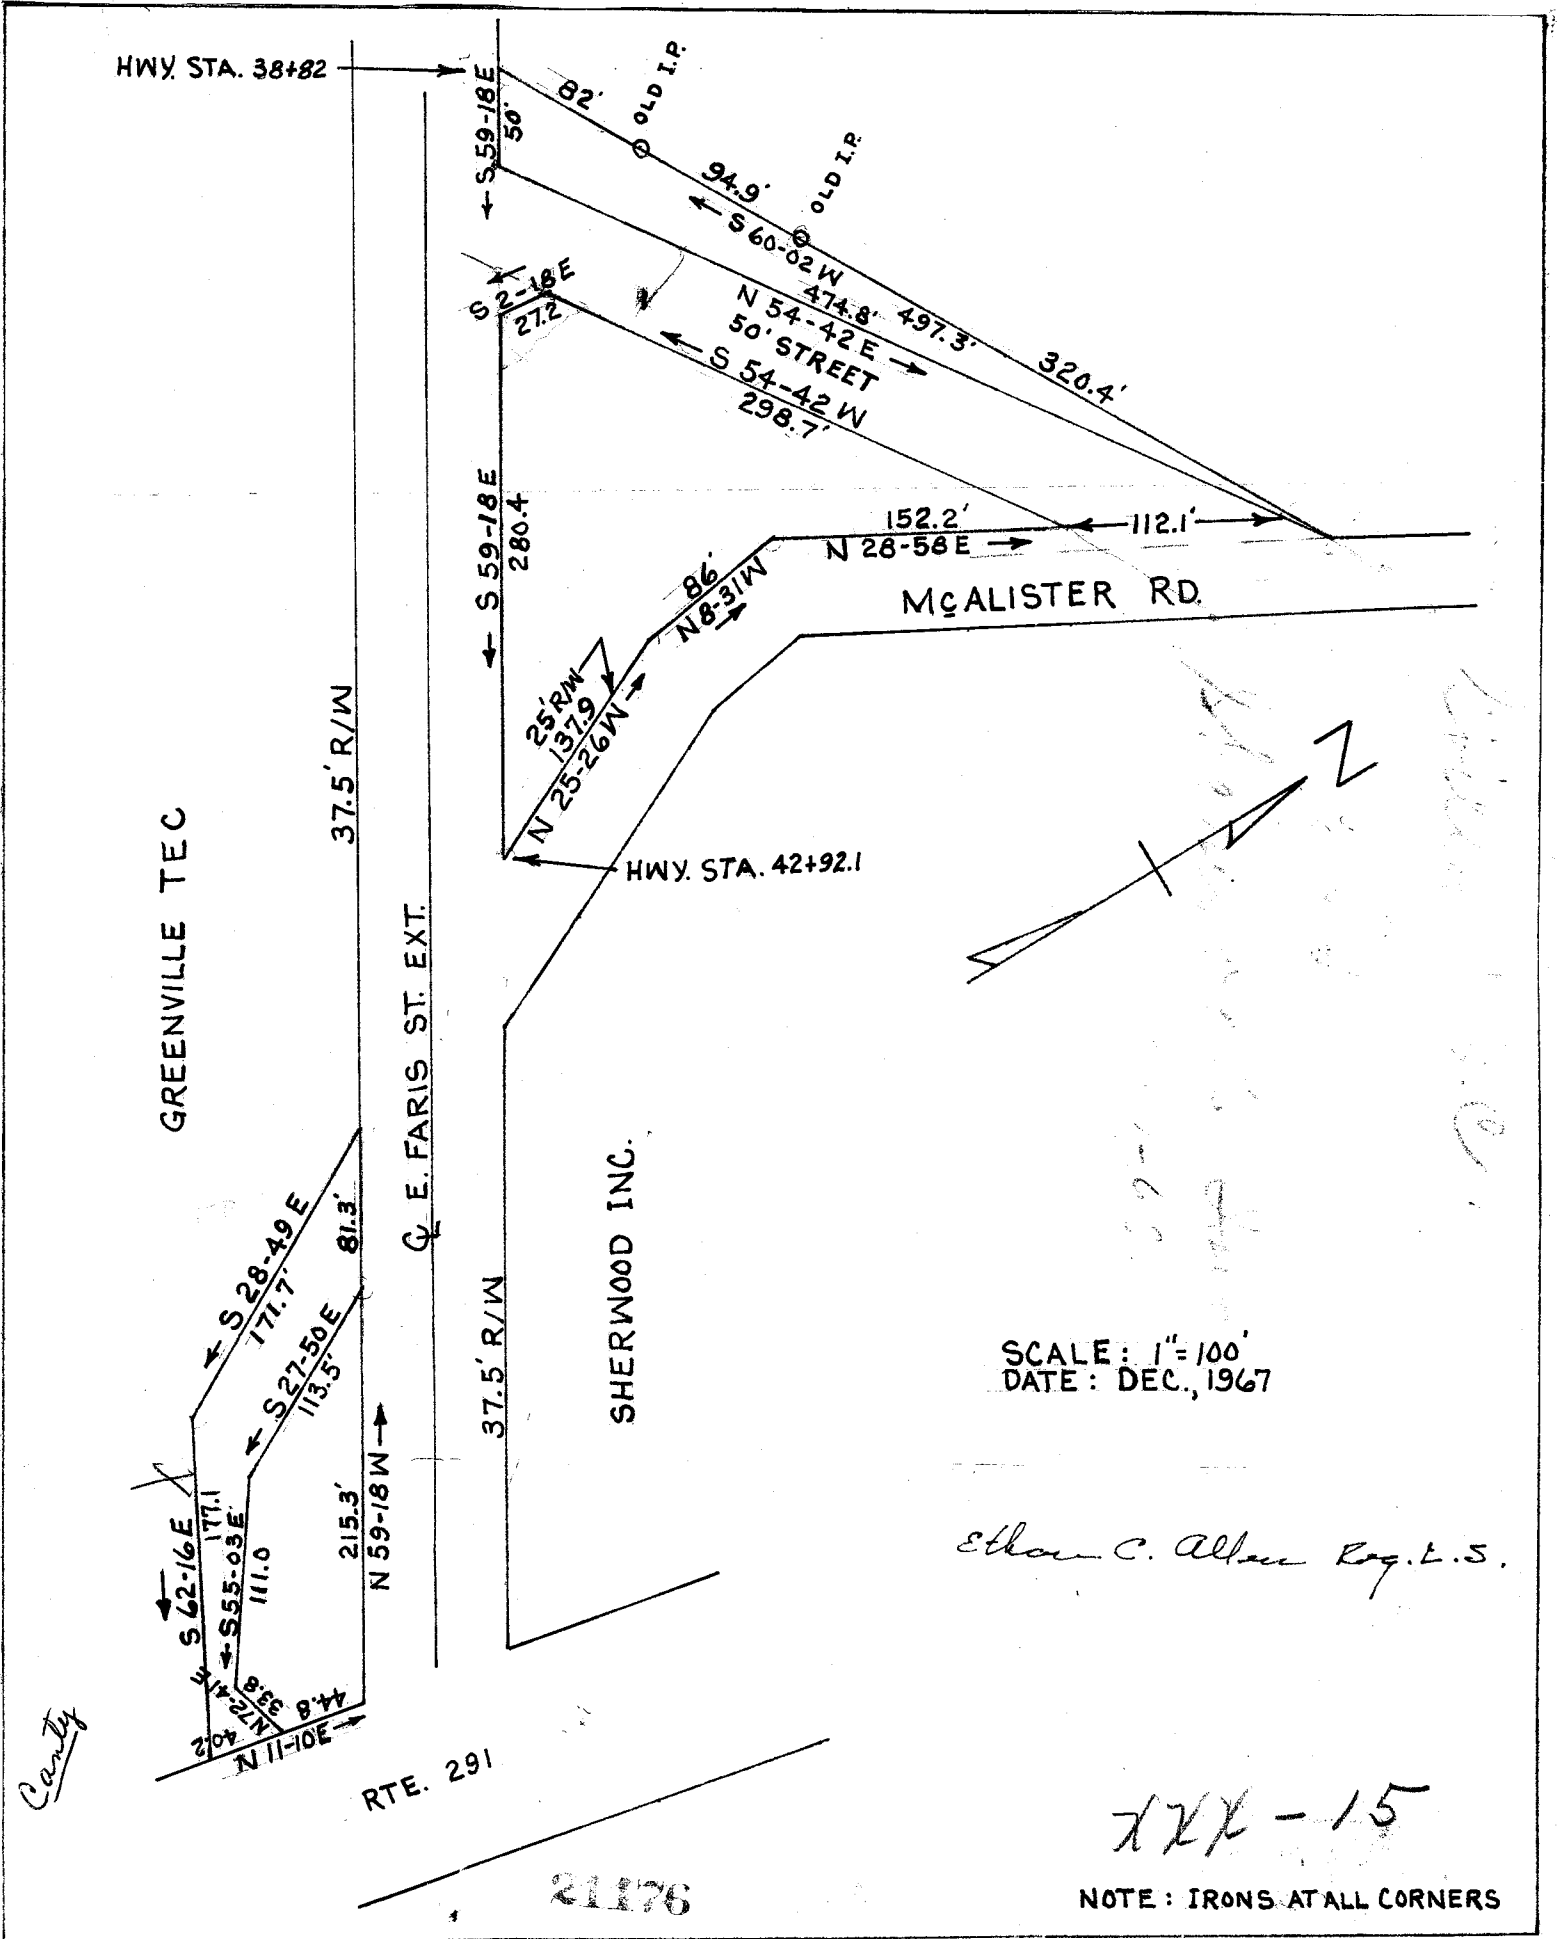 HWY. STA. 38+82
S 59-18 E
50'
82'
OLD I.P.
94.9'
OLD I.P.
S 60-02 W
497.3'
320.4'
474.8'
N 54-42 E
50' STREET
S 54-42 W
298.7'
S 2-18 E
27.2
S 59-18 E
280.4
152.2'
N 28-58 E
112.1'
86'
N 8-31 W
McALISTER RD.
25' R/W
137.9
N 25-26 W
HWY. STA. 42+92.1
37.5' R/W
GREENVILLE TEC
℄ E. FARIS ST. EXT.
N
SHERWOOD INC.
37.5' R/W
S 28-49 E
171.7'
81.3'
S 27-50 E
113.5'
215.3'
N 59-18 W
S 62-16 E
177.1
S 55-03 E
111.0
N 72-41 E
33.8
44.8
40.2
N 11-10 E
RTE. 291
SCALE: 1" = 100'
DATE: DEC., 1967
Ethan C. Allen Reg. L.S.
Canty
XXX - 15
21176
NOTE: IRONS AT ALL CORNERS